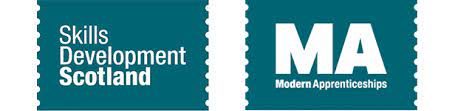 Skills
Development
Scotland
MA
Modern Apprenticeships